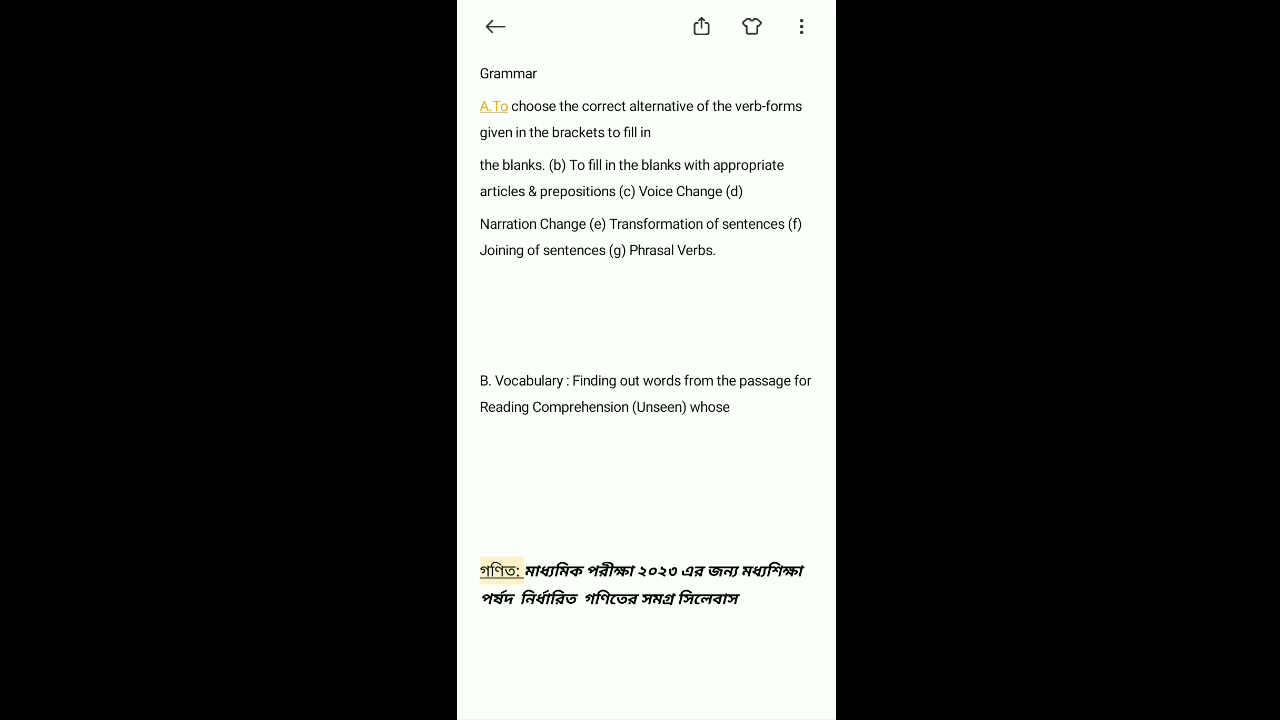 Grammar
A.To choose the correct alternative of the verb-forms
given in the brackets to fill in
the blanks. (b) To fill in the blanks with appropriate
articles & prepositions (c) Voice Change (d)
Narration Change (e) Transformation of sentences (f)
Joining of sentences (g) Phrasal Verbs.
B. Vocabulary : Finding out words from the passage for
Reading Comprehension (Unseen) whose
গণিত: মাধ্যমিক পরীক্ষা ২০২৩ এর জন্য মধ্যশিক্ষা
পর্ষদ নির্ধারিত গণিতের সমগ্র সিলেবাস